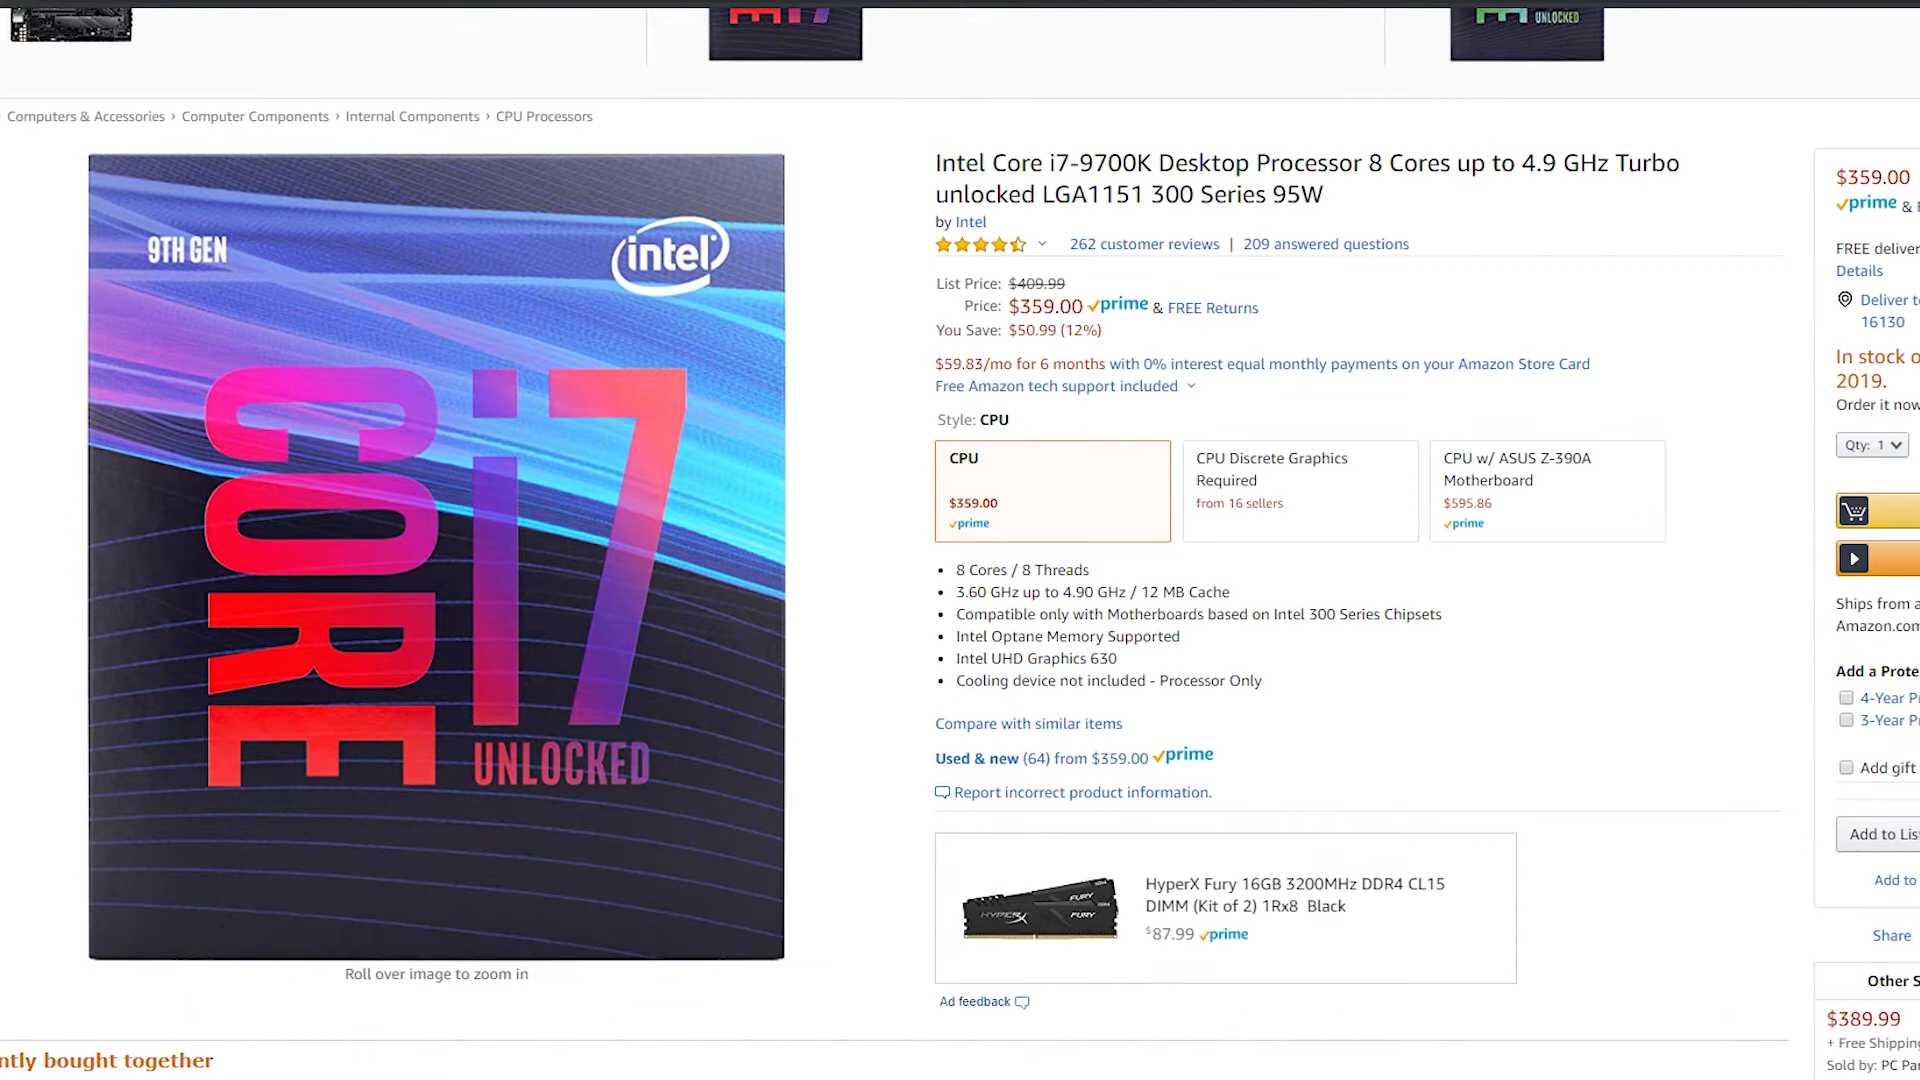 UNLOCKED
Computers & Accessories › Computer Components › Internal Components › CPU Processors
9TH GEN
intel
CORE i7
UNLOCKED
Roll over image to zoom in
Intel Core i7-9700K Desktop Processor 8 Cores up to 4.9 GHz Turbo
unlocked LGA1151 300 Series 95W
by Intel
262 customer reviews | 209 answered questions
List Price: $409.99
Price: $359.00 prime & FREE Returns
You Save: $50.99 (12%)
$59.83/mo for 6 months with 0% interest equal monthly payments on your Amazon Store Card
Free Amazon tech support included
Style: CPU
CPU
$359.00
prime
CPU Discrete Graphics
Required
from 16 sellers
CPU w/ ASUS Z-390A
Motherboard
$595.86
prime
• 8 Cores / 8 Threads
• 3.60 GHz up to 4.90 GHz / 12 MB Cache
• Compatible only with Motherboards based on Intel 300 Series Chipsets
• Intel Optane Memory Supported
• Intel UHD Graphics 630
• Cooling device not included - Processor Only
Compare with similar items
Used & new (64) from $359.00 prime
Report incorrect product information.
HYPERX FURY
FURY
HyperX Fury 16GB 3200MHz DDR4 CL15
DIMM (Kit of 2) 1Rx8 Black
$87.99 prime
Ad feedback
$359.00
prime &
FREE
Details
Deliver
16130
In stock
2019.
Order it now
Qty: 1
Ships from
Amazon.com
Add a
4-Year
3-Year
Add gift
Add to
Add to
Share
Other
$389.99
+ Free
Sold by: PC
bought together